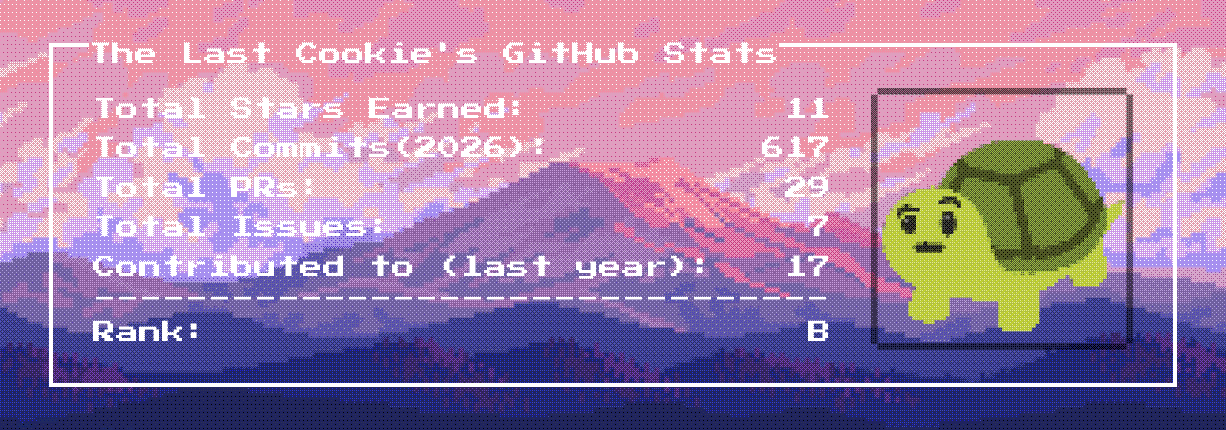 The Last Cookie's GitHub Stats
Total Stars Earned: 11
Total Commits(2026): 617
Total PRs: 29
Total Issues: 7
Contributed to (last year): 17
--------------------------------
Rank: B